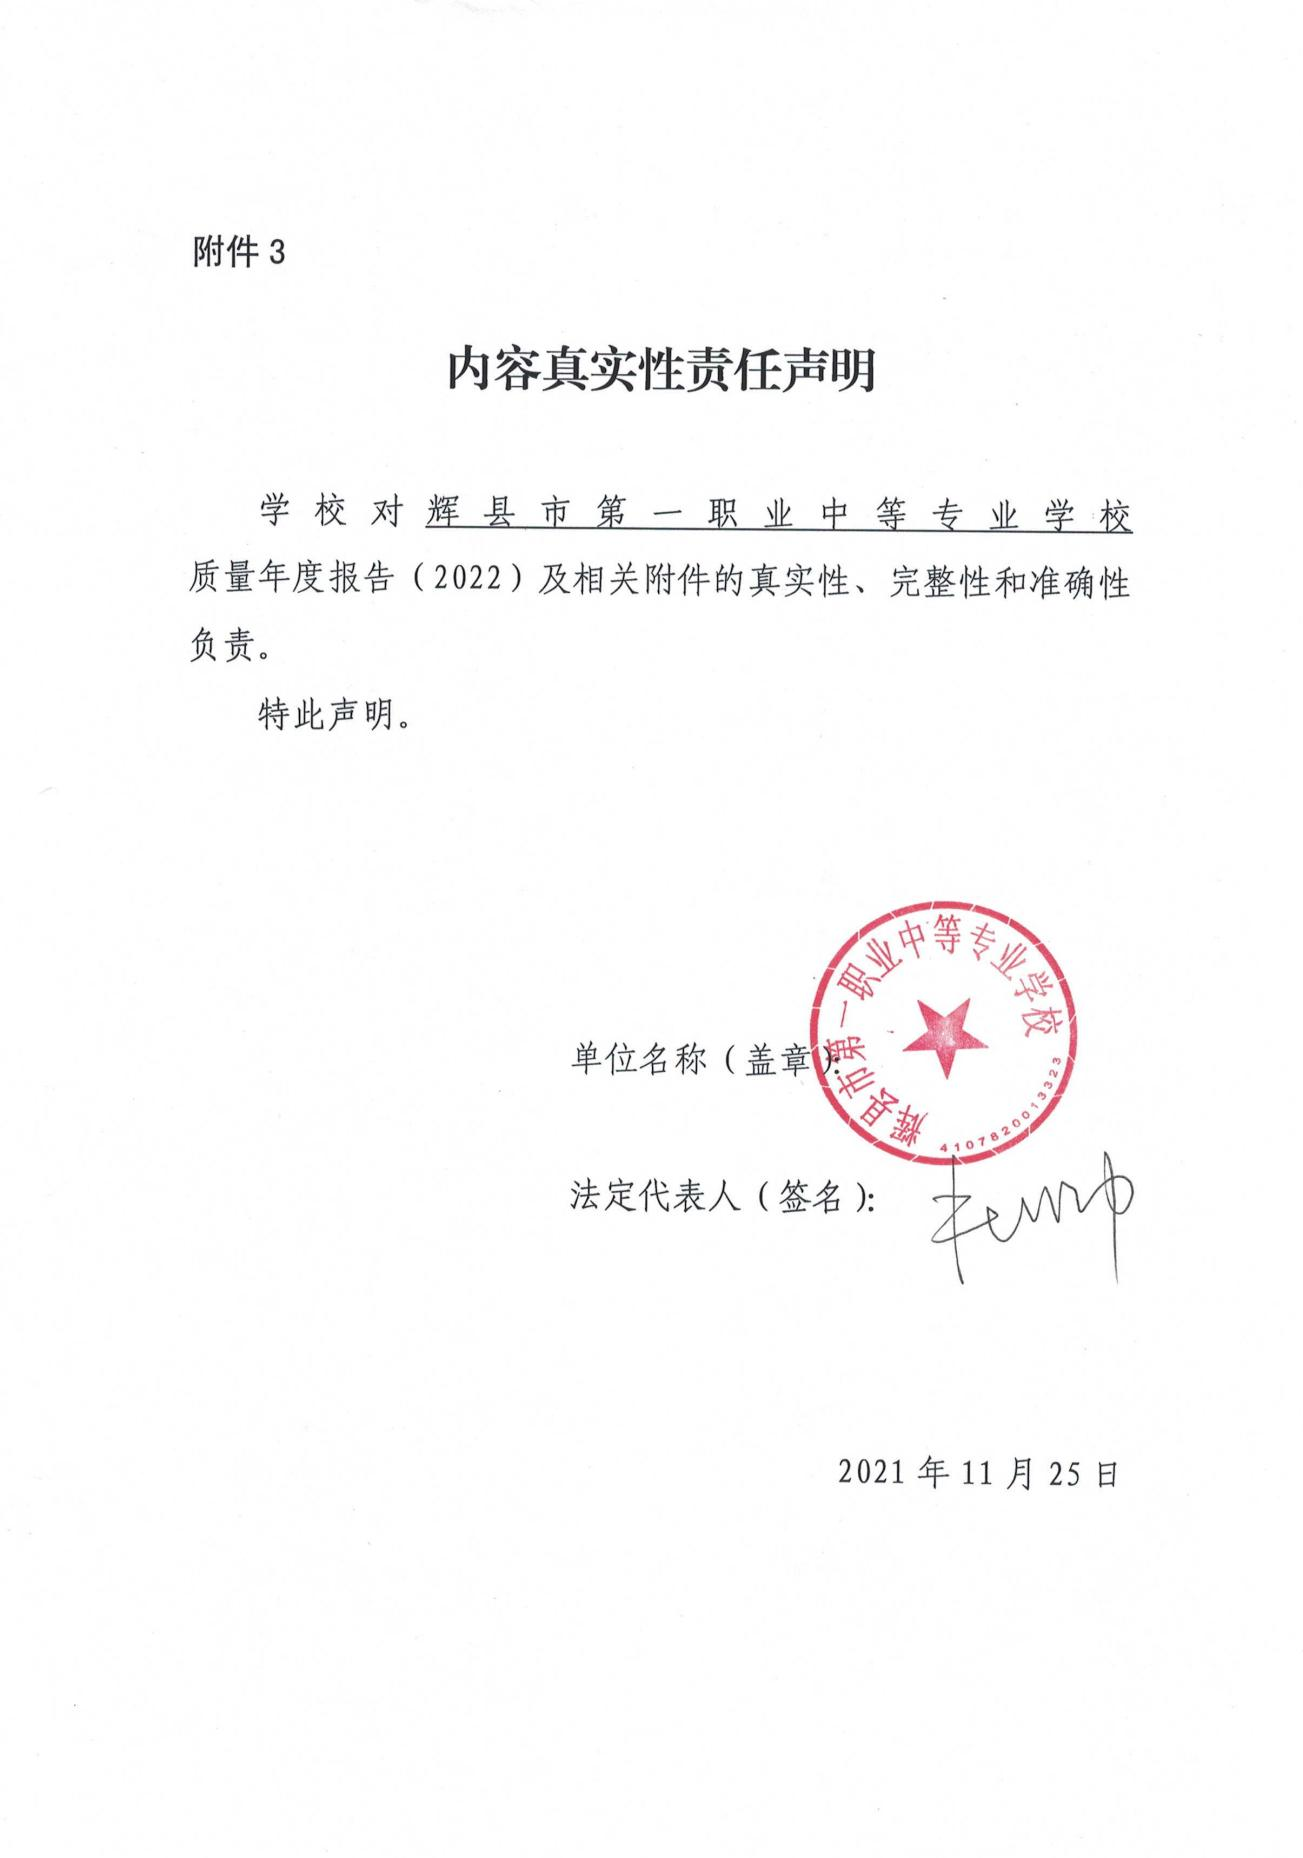 附件 3
内容真实性责任声明
学校对辉县市第一职业中等专业学校
质量年度报告（2022）及相关附件的真实性、完整性和准确性
负责。
特此声明。
辉县市第一职业中等专业学校
4107820013323
单位名称（盖章）：
法定代表人（签名）：
2021 年 11 月 25 日